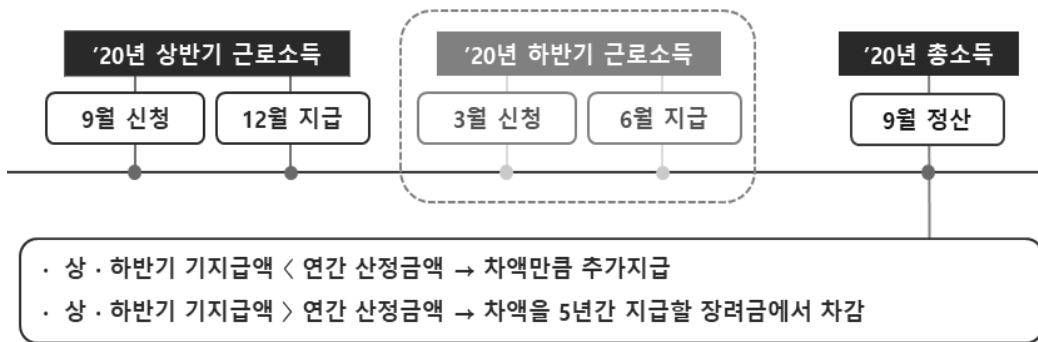 '20년 상반기 근로소득 '20년 하반기 근로소득 '20년 총소득
9월 신청 12월 지급 3월 신청 6월 지급 9월 정산
· 상 · 하반기 기지급액 〈 연간 산정금액 → 차액만큼 추가지급
· 상 · 하반기 기지급액 〉 연간 산정금액 → 차액을 5년간 지급할 장려금에서 차감